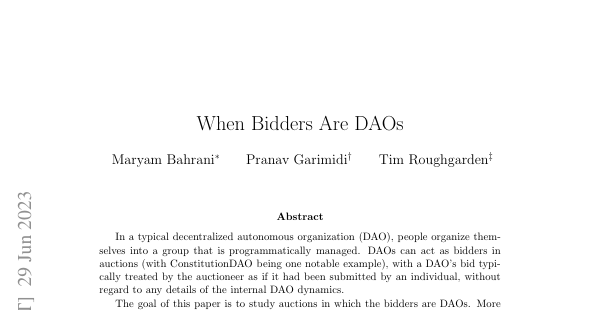 When Bidders Are DAOs
Maryam Bahrani* Pranav Garimidi† Tim Roughgarden‡
Abstract
In a typical decentralized autonomous organization (DAO), people organize them-
selves into a group that is programmatically managed. DAOs can act as bidders in
auctions (with ConstitutionDAO being one notable example), with a DAO's bid typi-
cally treated by the auctioneer as if it had been submitted by an individual, without
regard to any details of the internal DAO dynamics.
The goal of this paper is to study auctions in which the bidders are DAOs. More
] 29 Jun 2023